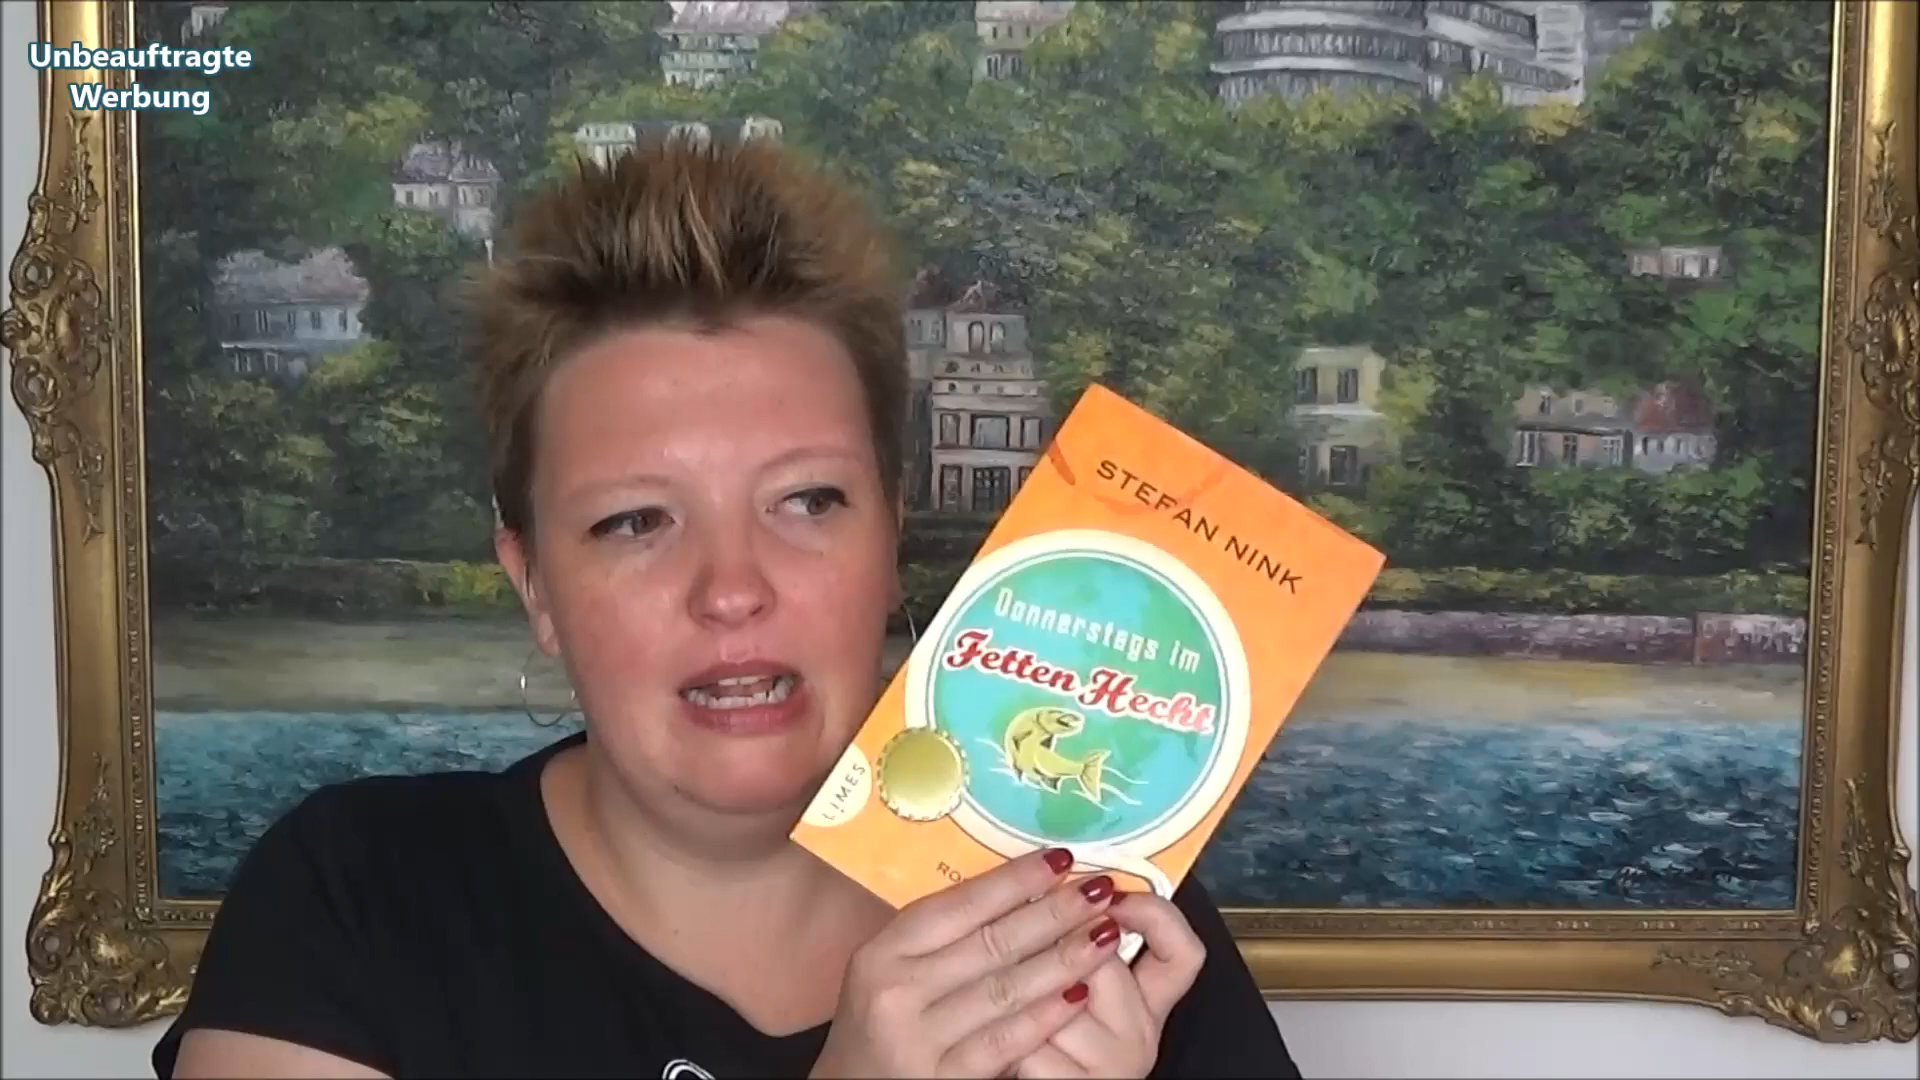 Unbeauftragte
Werbung
STEFAN NINK
Donnerstags im
Fetten Hecht
LIMES